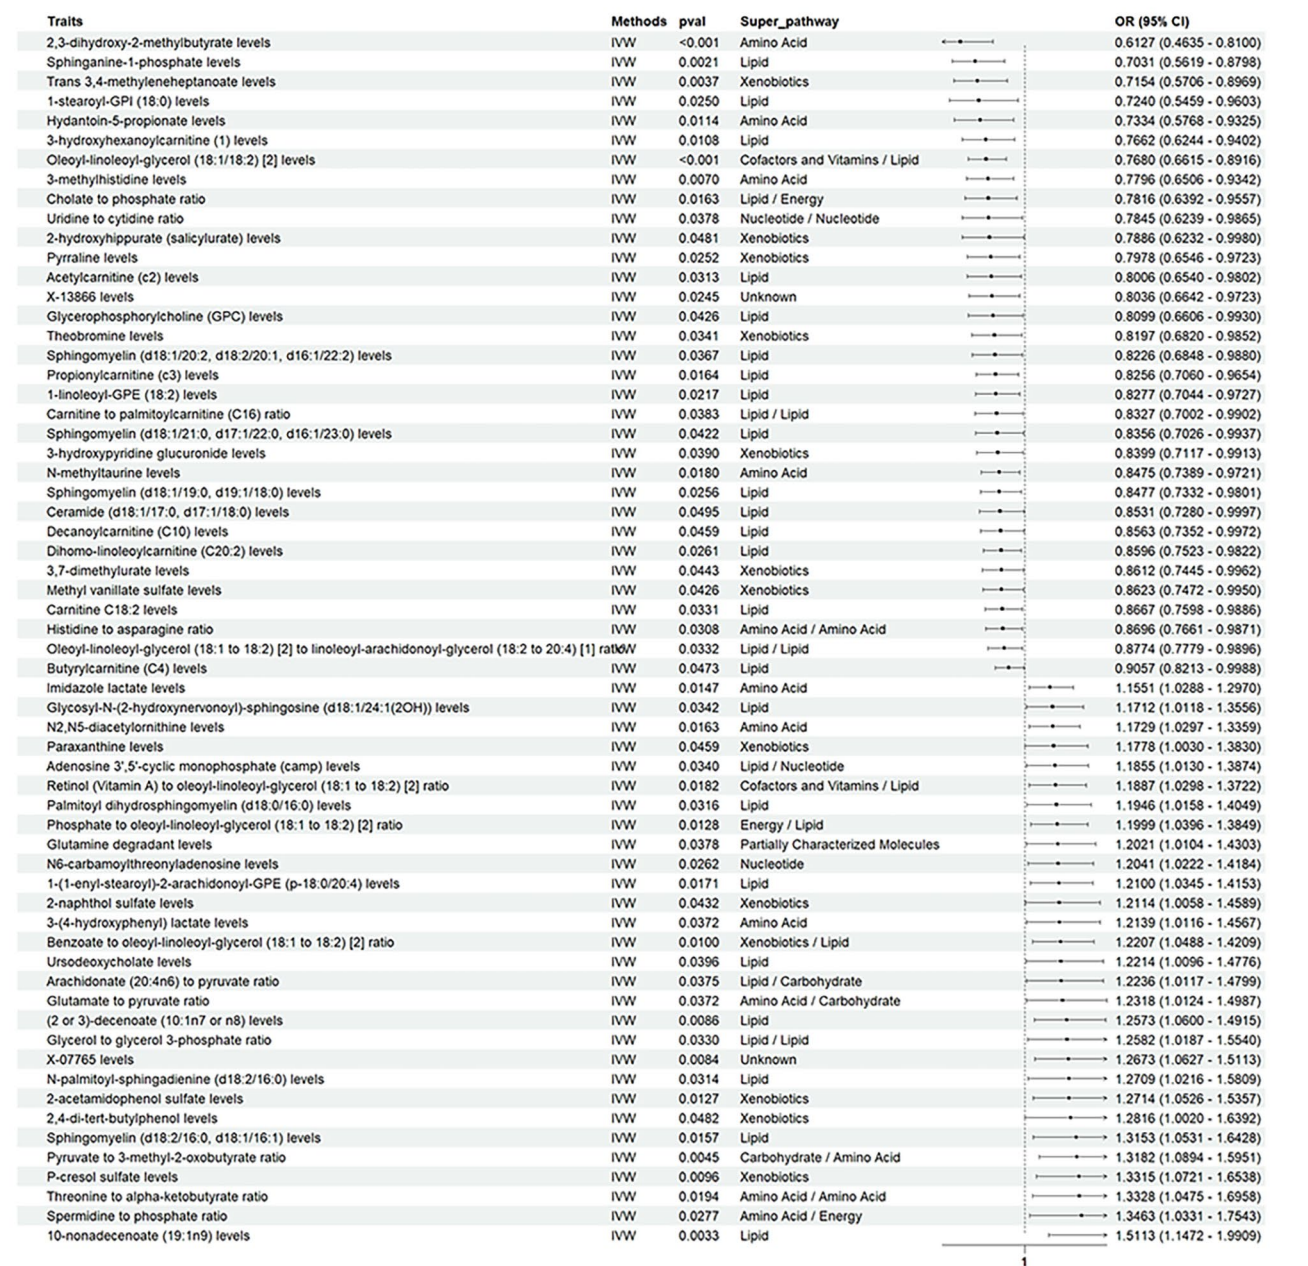 Traits Methods pval Super_pathway OR (95% CI)
2,3-dihydroxy-2-methylbutyrate levels IVW <0.001 Amino Acid 0.6127 (0.4635 - 0.8100)
Sphinganine-1-phosphate levels IVW 0.0021 Lipid 0.7031 (0.5619 - 0.8798)
Trans 3,4-methyleneheptanoate levels IVW 0.0037 Xenobiotics 0.7154 (0.5706 - 0.8969)
1-stearoyl-GPI (18:0) levels IVW 0.0250 Lipid 0.7240 (0.5459 - 0.9603)
Hydantoin-5-propionate levels IVW 0.0114 Amino Acid 0.7334 (0.5768 - 0.9325)
3-hydroxyhexanoylcarnitine (1) levels IVW 0.0108 Lipid 0.7662 (0.6244 - 0.9402)
Oleoyl-linoleoyl-glycerol (18:1/18:2) [2] levels IVW <0.001 Cofactors and Vitamins / Lipid 0.7680 (0.6615 - 0.8916)
3-methylhistidine levels IVW 0.0070 Amino Acid 0.7796 (0.6506 - 0.9342)
Cholate to phosphate ratio IVW 0.0163 Lipid / Energy 0.7816 (0.6392 - 0.9557)
Uridine to cytidine ratio IVW 0.0378 Nucleotide / Nucleotide 0.7845 (0.6239 - 0.9865)
2-hydroxyhippurate (salicylurate) levels IVW 0.0481 Xenobiotics 0.7886 (0.6232 - 0.9980)
Pyrraline levels IVW 0.0252 Xenobiotics 0.7978 (0.6546 - 0.9723)
Acetylcarnitine (c2) levels IVW 0.0313 Lipid 0.8006 (0.6540 - 0.9802)
X-13866 levels IVW 0.0245 Unknown 0.8036 (0.6642 - 0.9723)
Glycerophosphorylcholine (GPC) levels IVW 0.0426 Lipid 0.8099 (0.6606 - 0.9930)
Theobromine levels IVW 0.0341 Xenobiotics 0.8197 (0.6820 - 0.9852)
Sphingomyelin (d18:1/20:2, d18:2/20:1, d16:1/22:2) levels IVW 0.0367 Lipid 0.8226 (0.6848 - 0.9880)
Propionylcarnitine (c3) levels IVW 0.0164 Lipid 0.8256 (0.7060 - 0.9654)
1-linoleoyl-GPE (18:2) levels IVW 0.0217 Lipid 0.8277 (0.7044 - 0.9727)
Carnitine to palmitoylcarnitine (C16) ratio IVW 0.0383 Lipid / Lipid 0.8327 (0.7002 - 0.9902)
Sphingomyelin (d18:1/21:0, d17:1/22:0, d16:1/23:0) levels IVW 0.0422 Lipid 0.8356 (0.7026 - 0.9937)
3-hydroxypyridine glucuronide levels IVW 0.0390 Xenobiotics 0.8399 (0.7117 - 0.9913)
N-methyltaurine levels IVW 0.0180 Amino Acid 0.8475 (0.7389 - 0.9721)
Sphingomyelin (d18:1/19:0, d19:1/18:0) levels IVW 0.0256 Lipid 0.8477 (0.7332 - 0.9801)
Ceramide (d18:1/17:0, d17:1/18:0) levels IVW 0.0495 Lipid 0.8531 (0.7280 - 0.9997)
Decanoylcarnitine (C10) levels IVW 0.0459 Lipid 0.8563 (0.7352 - 0.9972)
Dihomo-linoleoylcarnitine (C20:2) levels IVW 0.0261 Lipid 0.8596 (0.7523 - 0.9822)
3,7-dimethylurate levels IVW 0.0443 Xenobiotics 0.8612 (0.7445 - 0.9962)
Methyl vanillate sulfate levels IVW 0.0426 Xenobiotics 0.8623 (0.7472 - 0.9950)
Carnitine C18:2 levels IVW 0.0331 Lipid 0.8667 (0.7598 - 0.9886)
Histidine to asparagine ratio IVW 0.0308 Amino Acid / Amino Acid 0.8696 (0.7661 - 0.9871)
Oleoyl-linoleoyl-glycerol (18:1 to 18:2) [2] to linoleoyl-arachidonoyl-glycerol (18:2 to 20:4) [1] ratio IVW 0.0332 Lipid / Lipid 0.8774 (0.7779 - 0.9896)
Butyrylcarnitine (C4) levels IVW 0.0473 Lipid 0.9057 (0.8213 - 0.9988)
Imidazole lactate levels IVW 0.0147 Amino Acid 1.1551 (1.0288 - 1.2970)
Glycosyl-N-(2-hydroxynervonoyl)-sphingosine (d18:1/24:1(2OH)) levels IVW 0.0342 Lipid 1.1712 (1.0118 - 1.3556)
N2,N5-diacetylornithine levels IVW 0.0163 Amino Acid 1.1729 (1.0297 - 1.3359)
Paraxanthine levels IVW 0.0459 Xenobiotics 1.1778 (1.0030 - 1.3830)
Adenosine 3',5'-cyclic monophosphate (camp) levels IVW 0.0340 Lipid / Nucleotide 1.1855 (1.0130 - 1.3874)
Retinol (Vitamin A) to oleoyl-linoleoyl-glycerol (18:1 to 18:2) [2] ratio IVW 0.0182 Cofactors and Vitamins / Lipid 1.1887 (1.0298 - 1.3722)
Palmitoyl dihydrosphingomyelin (d18:0/16:0) levels IVW 0.0316 Lipid 1.1946 (1.0158 - 1.4049)
Phosphate to oleoyl-linoleoyl-glycerol (18:1 to 18:2) [2] ratio IVW 0.0128 Energy / Lipid 1.1999 (1.0396 - 1.3849)
Glutamine degradant levels IVW 0.0378 Partially Characterized Molecules 1.2021 (1.0104 - 1.4303)
N6-carbamoylthreonyladenosine levels IVW 0.0262 Nucleotide 1.2041 (1.0222 - 1.4184)
1-(1-enyl-stearoyl)-2-arachidonoyl-GPE (p-18:0/20:4) levels IVW 0.0171 Lipid 1.2100 (1.0345 - 1.4153)
2-naphthol sulfate levels IVW 0.0432 Xenobiotics 1.2114 (1.0058 - 1.4589)
3-(4-hydroxyphenyl) lactate levels IVW 0.0372 Amino Acid 1.2139 (1.0116 - 1.4567)
Benzoate to oleoyl-linoleoyl-glycerol (18:1 to 18:2) [2] ratio IVW 0.0100 Xenobiotics / Lipid 1.2207 (1.0488 - 1.4209)
Ursodeoxycholate levels IVW 0.0396 Lipid 1.2214 (1.0096 - 1.4776)
Arachidonate (20:4n6) to pyruvate ratio IVW 0.0375 Lipid / Carbohydrate 1.2236 (1.0117 - 1.4799)
Glutamate to pyruvate ratio IVW 0.0372 Amino Acid / Carbohydrate 1.2318 (1.0124 - 1.4987)
(2 or 3)-decenoate (10:1n7 or n8) levels IVW 0.0086 Lipid 1.2573 (1.0600 - 1.4915)
Glycerol to glycerol 3-phosphate ratio IVW 0.0330 Lipid / Lipid 1.2582 (1.0187 - 1.5540)
X-07765 levels IVW 0.0084 Unknown 1.2673 (1.0627 - 1.5113)
N-palmitoyl-sphingadienine (d18:2/16:0) levels IVW 0.0314 Lipid 1.2709 (1.0216 - 1.5809)
2-acetamidophenol sulfate levels IVW 0.0127 Xenobiotics 1.2714 (1.0526 - 1.5357)
2,4-di-tert-butylphenol levels IVW 0.0482 Xenobiotics 1.2816 (1.0020 - 1.6392)
Sphingomyelin (d18:2/16:0, d18:1/16:1) levels IVW 0.0157 Lipid 1.3153 (1.0531 - 1.6428)
Pyruvate to 3-methyl-2-oxobutyrate ratio IVW 0.0045 Carbohydrate / Amino Acid 1.3182 (1.0894 - 1.5951)
P-cresol sulfate levels IVW 0.0096 Xenobiotics 1.3315 (1.0721 - 1.6538)
Threonine to alpha-ketobutyrate ratio IVW 0.0194 Amino Acid / Amino Acid 1.3328 (1.0475 - 1.6958)
Spermidine to phosphate ratio IVW 0.0277 Amino Acid / Energy 1.3463 (1.0331 - 1.7543)
10-nonadecenoate (19:1n9) levels IVW 0.0033 Lipid 1.5113 (1.1472 - 1.9909)
1